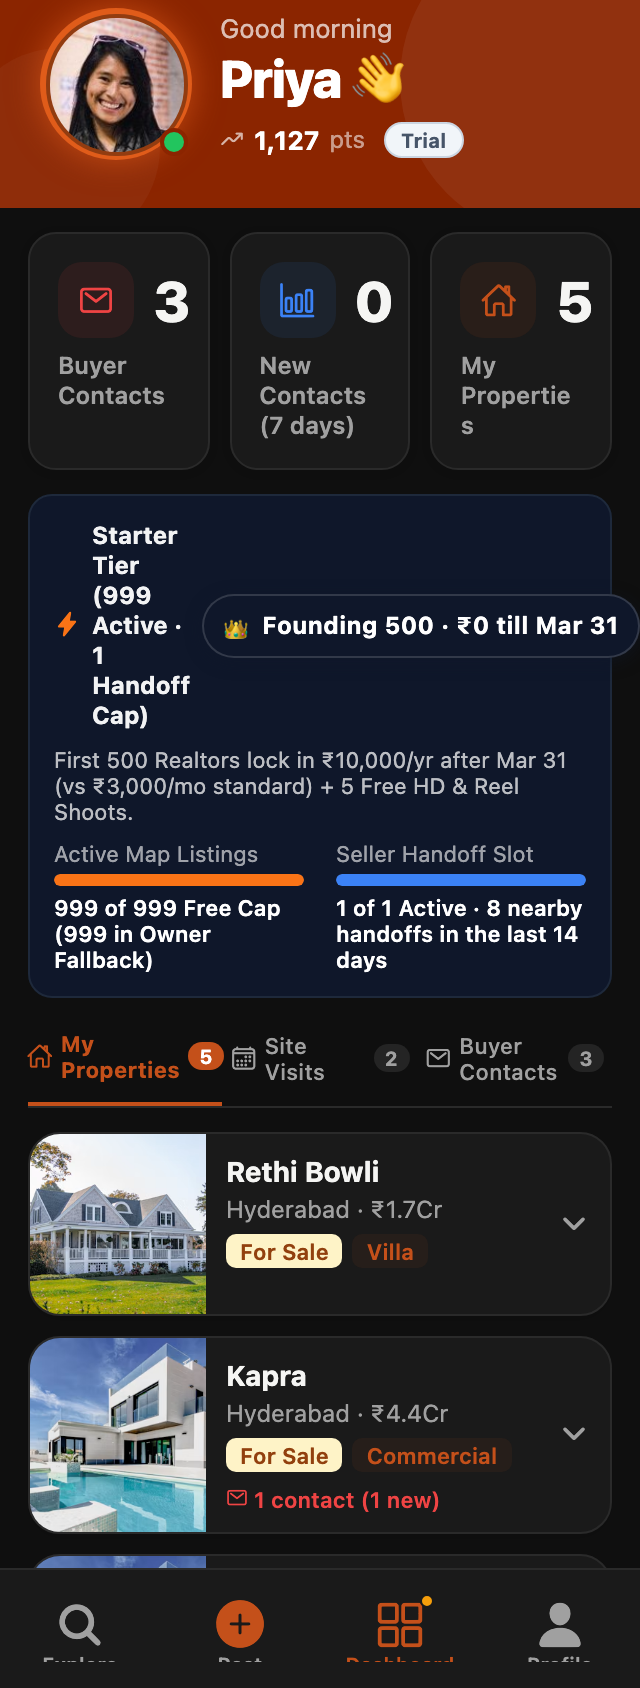 Good morning
Priya 👋
1,127 pts Trial
3
Buyer
Contacts
0
New
Contacts
(7 days)
5
My
Propertie
s
Starter
Tier
(999
Active ·
1
Handoff
Cap)
👑 Founding 500 · ₹0 till Mar 31
First 500 Realtors lock in ₹10,000/yr after Mar 31
(vs ₹3,000/mo standard) + 5 Free HD & Reel
Shoots.
Active Map Listings
999 of 999 Free Cap
(999 in Owner
Fallback)
Seller Handoff Slot
1 of 1 Active · 8 nearby
handoffs in the last 14
days
My
Properties
5
Site
Visits
2
Buyer
Contacts
3
Rethi Bowli
Hyderabad · ₹1.7Cr
For Sale Villa
Kapra
Hyderabad · ₹4.4Cr
For Sale Commercial
1 contact (1 new)
Explore
Post
Dashboard
Profile